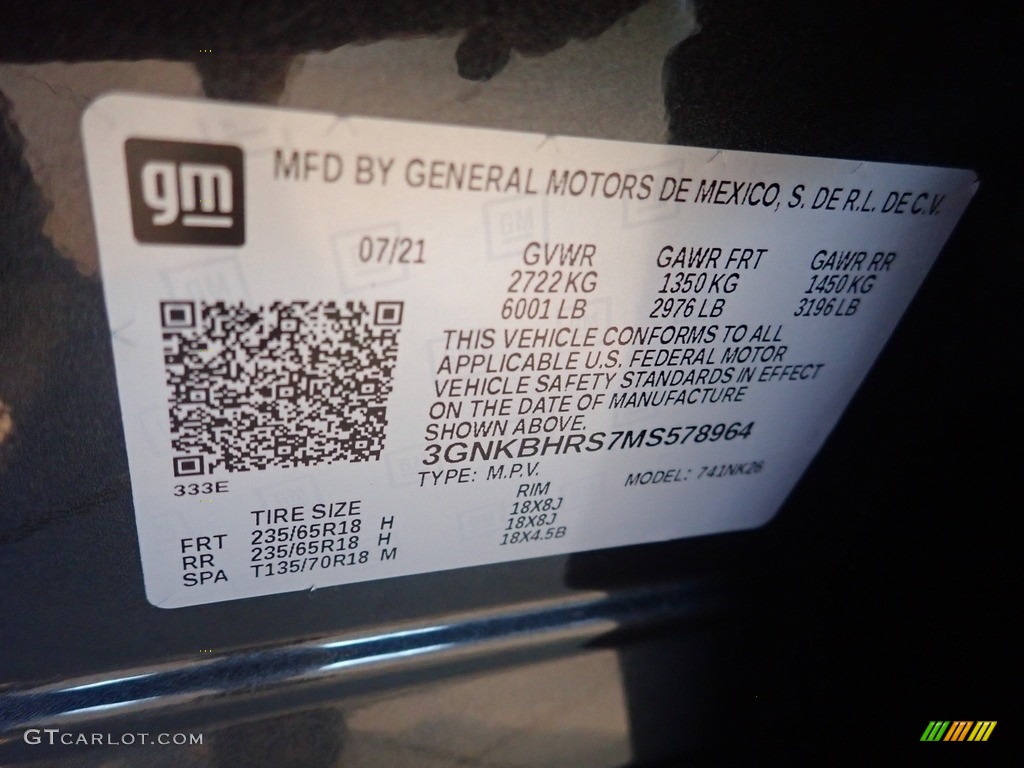 gm
MFD BY GENERAL MOTORS DE MEXICO, S. DE R.L. DE C.V.
07/21
GVWR GAWR FRT GAWR RR
2722 KG 1350 KG 1450 KG
6001 LB 2976 LB 3196 LB
THIS VEHICLE CONFORMS TO ALL
APPLICABLE U.S. FEDERAL MOTOR
VEHICLE SAFETY STANDARDS IN EFFECT
ON THE DATE OF MANUFACTURE
SHOWN ABOVE.
3GNKBHRS7MS578964
TYPE: M.P.V. MODEL: 741NK26
333E
TIRE SIZE RIM
FRT 235/65R18 H 18X8J
RR 235/65R18 H 18X8J
SPA T135/70R18 M 18X4.5B
GTCARLOT.COM